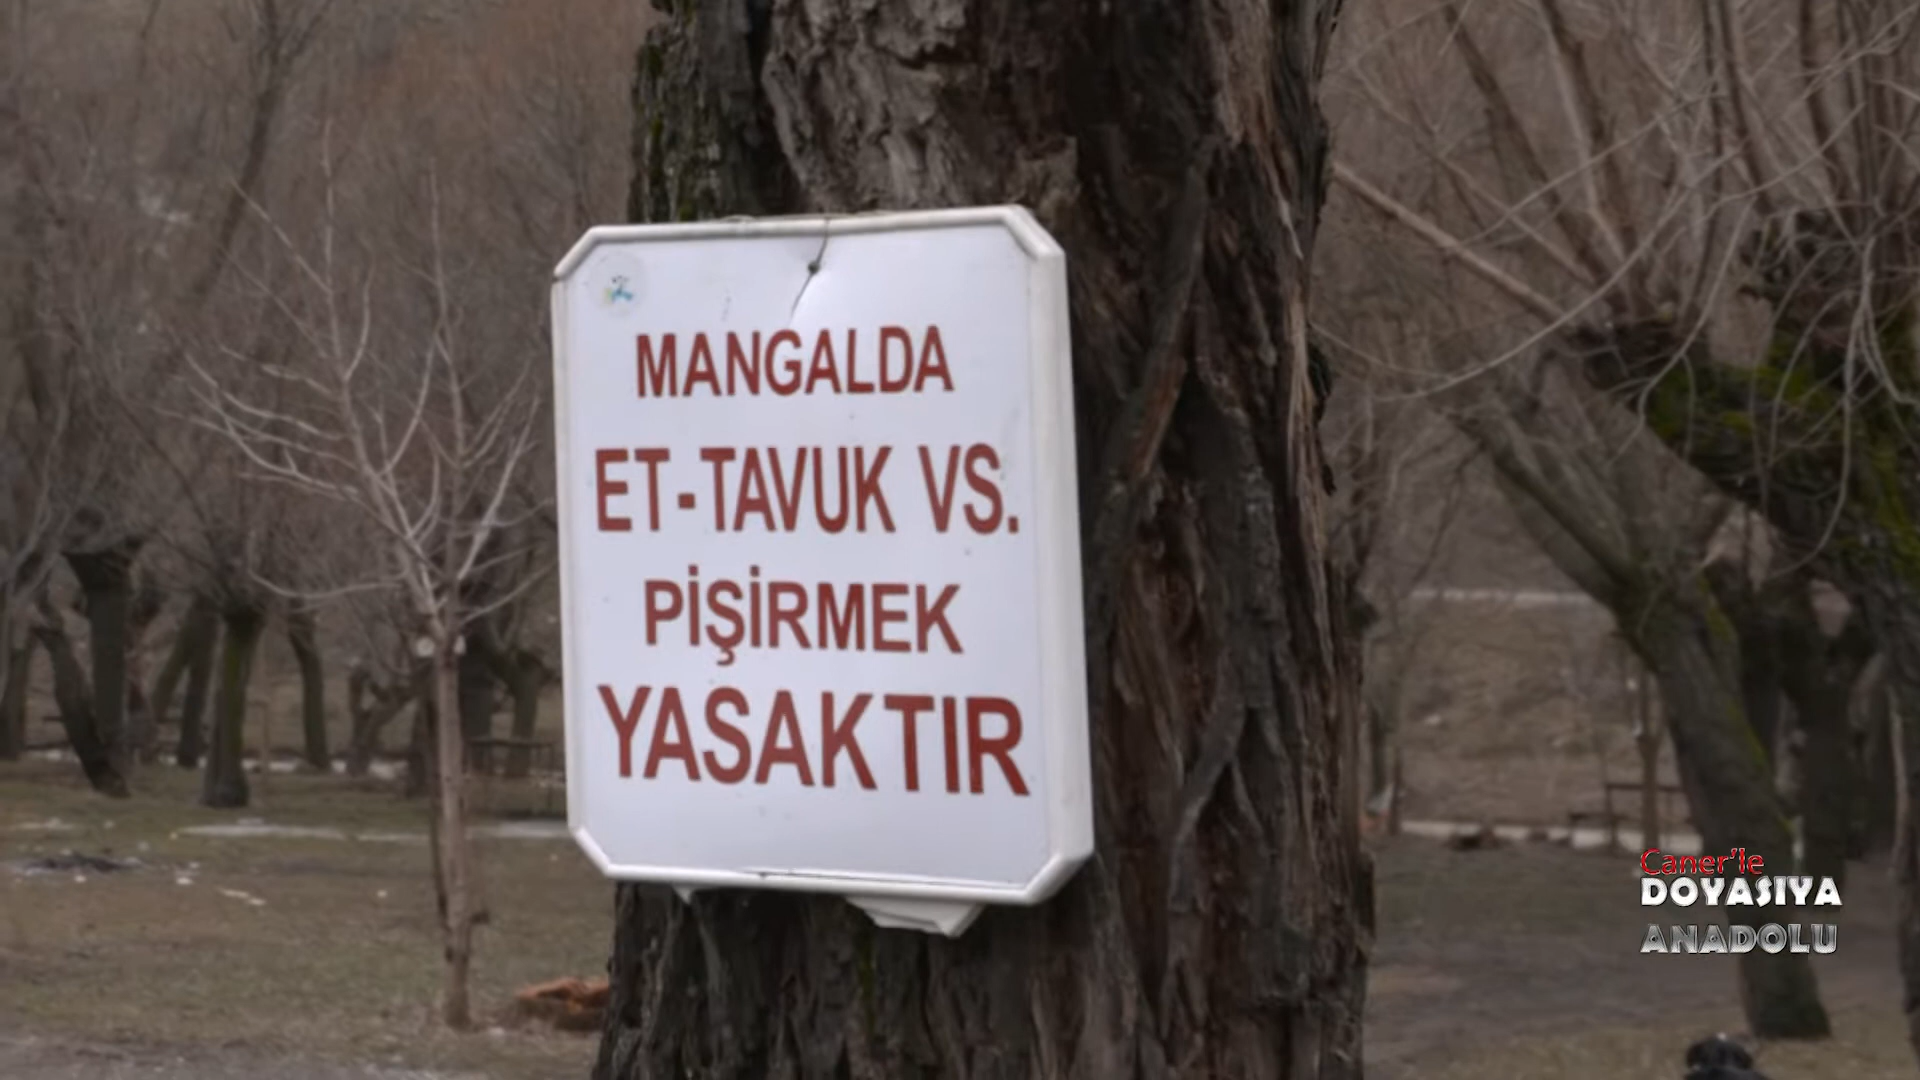 MANGALDA
ET-TAVUK VS.
PİŞİRMEK
YASAKTIR
Caner'le
DOYASIYA
ANADOLU